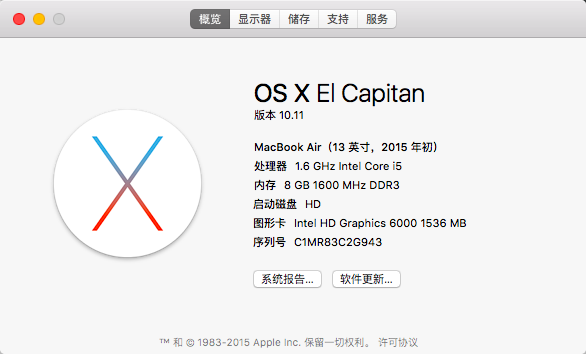 概览 显示器 储存 支持 服务
OS X El Capitan
版本 10.11
MacBook Air（13 英寸，2015 年初）
处理器 1.6 GHz Intel Core i5
内存 8 GB 1600 MHz DDR3
启动磁盘 HD
图形卡 Intel HD Graphics 6000 1536 MB
序列号 C1MR83C2G943
系统报告... 软件更新...
™ 和 © 1983-2015 Apple Inc. 保留一切权利。 许可协议